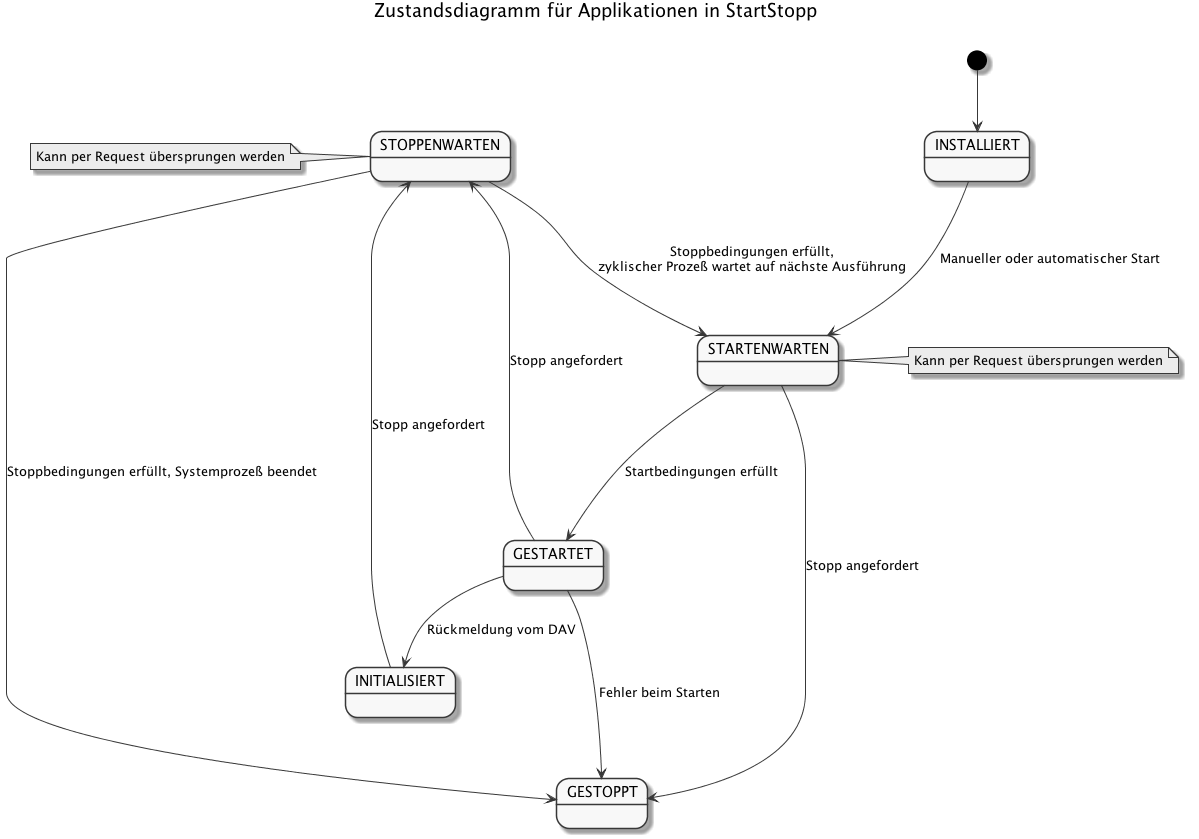 Zustandsdiagramm für Applikationen in StartStopp
STOPPENWARTEN
INSTALLIERT
Kann per Request übersprungen werden
Stoppbedingungen erfüllt,
zyklischer Prozeß wartet auf nächste Ausführung
Manueller oder automatischer Start
STARTENWARTEN
Kann per Request übersprungen werden
Stopp angefordert
Stopp angefordert
Stoppbedingungen erfüllt, Systemprozeß beendet
Startbedingungen erfüllt
GESTARTET
Stopp angefordert
Rückmeldung vom DAV
INITIALISIERT
Fehler beim Starten
GESTOPPT